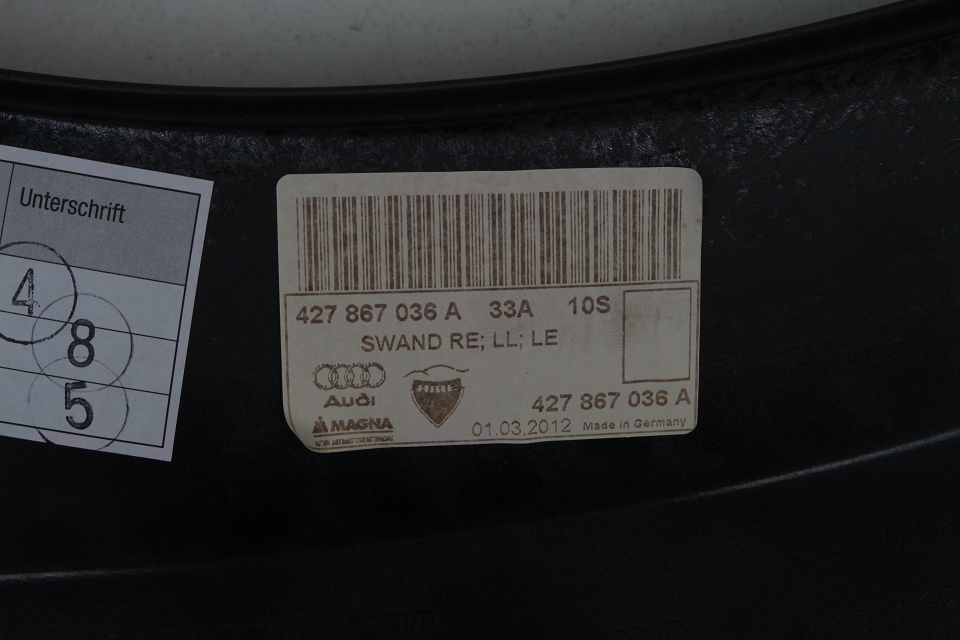 Unterschrift
4
8
5
427 867 036 A 33A 10S
SWAND RE; LL; LE
Audi
MAGNA
427 867 036 A
01.03.2012 Made in Germany